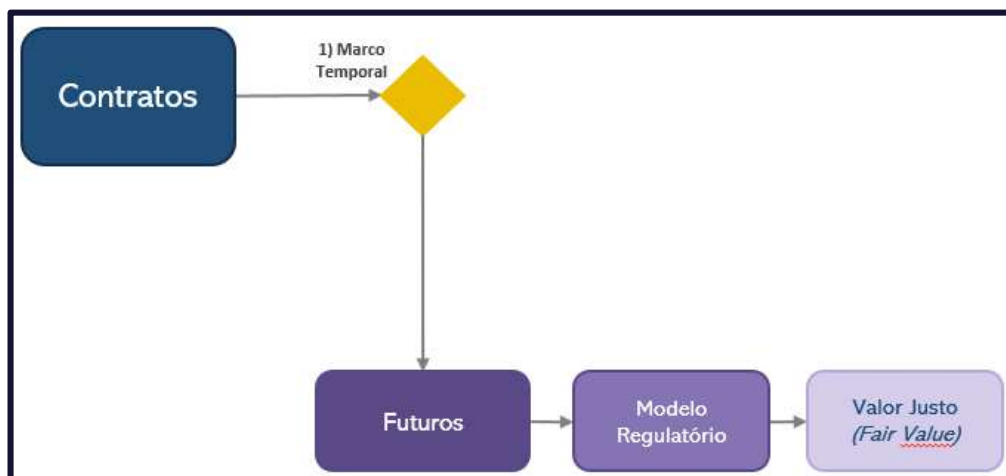 1) Marco
Temporal
Contratos
Futuros
Modelo
Regulatório
Valor Justo
(Fair Value)